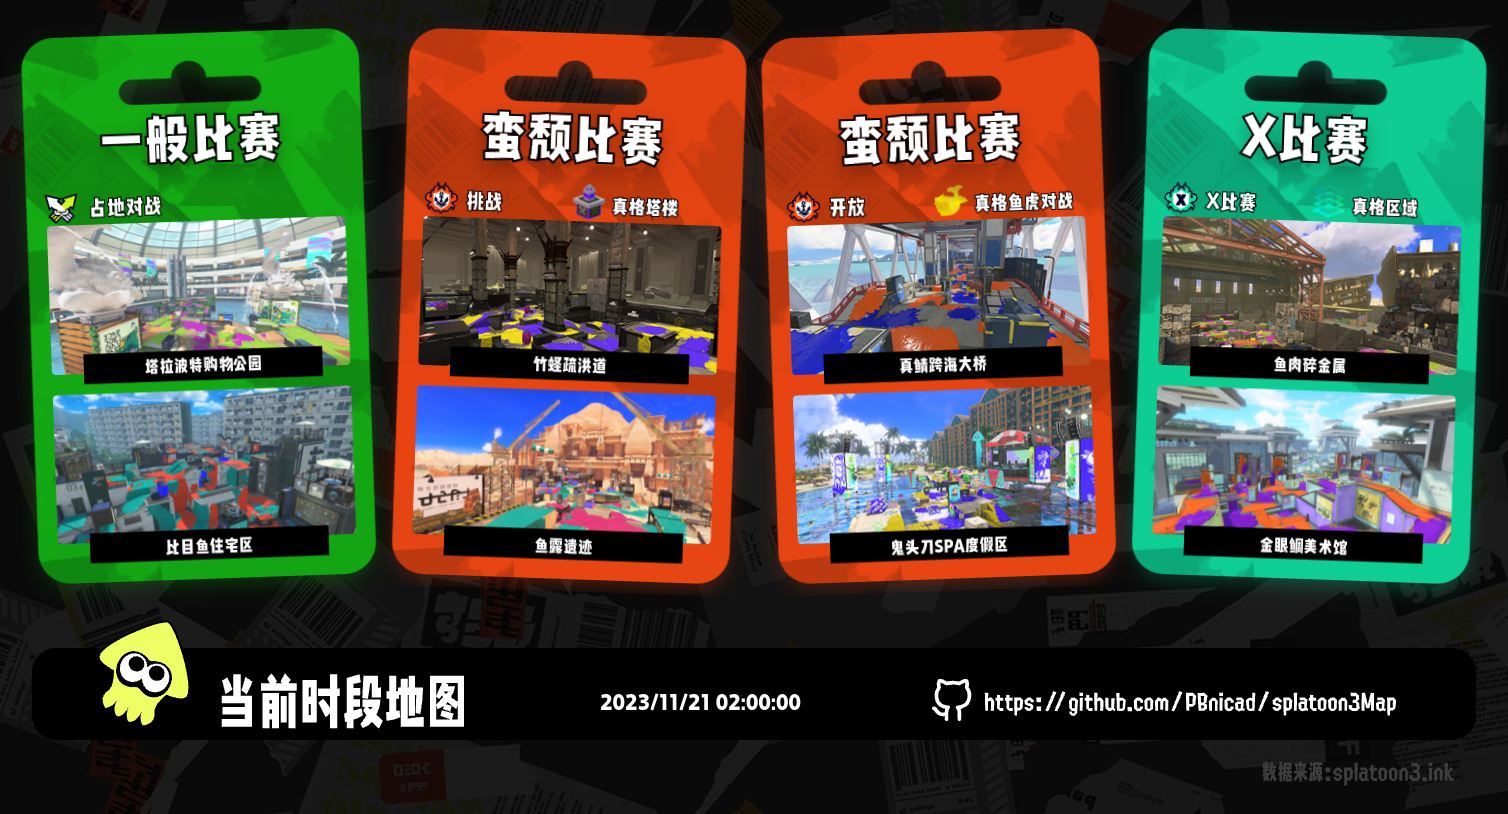 一般比赛
占地对战
塔拉波特购物公园
比目鱼住宅区
蛮颓比赛
挑战
真格塔楼
竹蛏疏洪道
鱼露遗迹
蛮颓比赛
开放
真格鱼虎对战
真鲭跨海大桥
鬼头刀SPA度假区
X比赛
X比赛
真格区域
鱼肉碎金属
金眼鲷美术馆
当前时段地图
2023/11/21 02:00:00
https://github.com/PBnicad/splatoon3Map
数据来源:splatoon3.ink